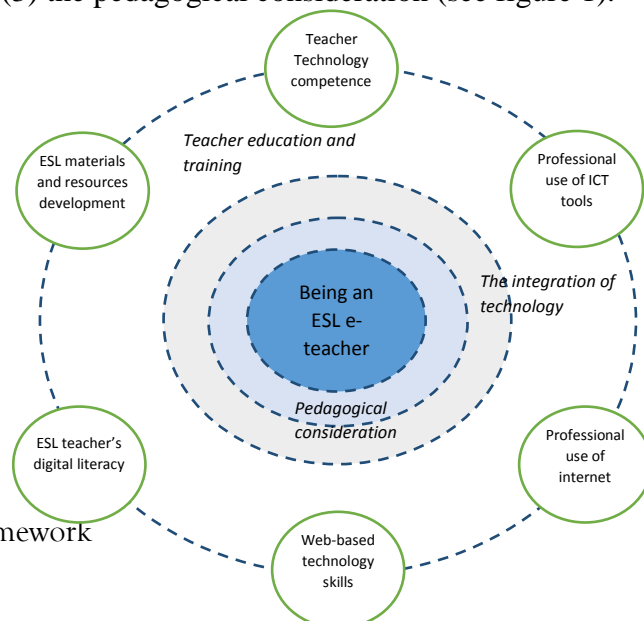 (3) the pedagogical consideration (see figure 1).
Teacher
Technology
competence
Teacher education and
training
ESL materials
and resources
development
Professional
use of ICT
tools
Being an
ESL e-
teacher
The integration of
technology
Pedagogical
consideration
ESL teacher's
digital literacy
Professional
use of
internet
mework
Web-based
technology
skills